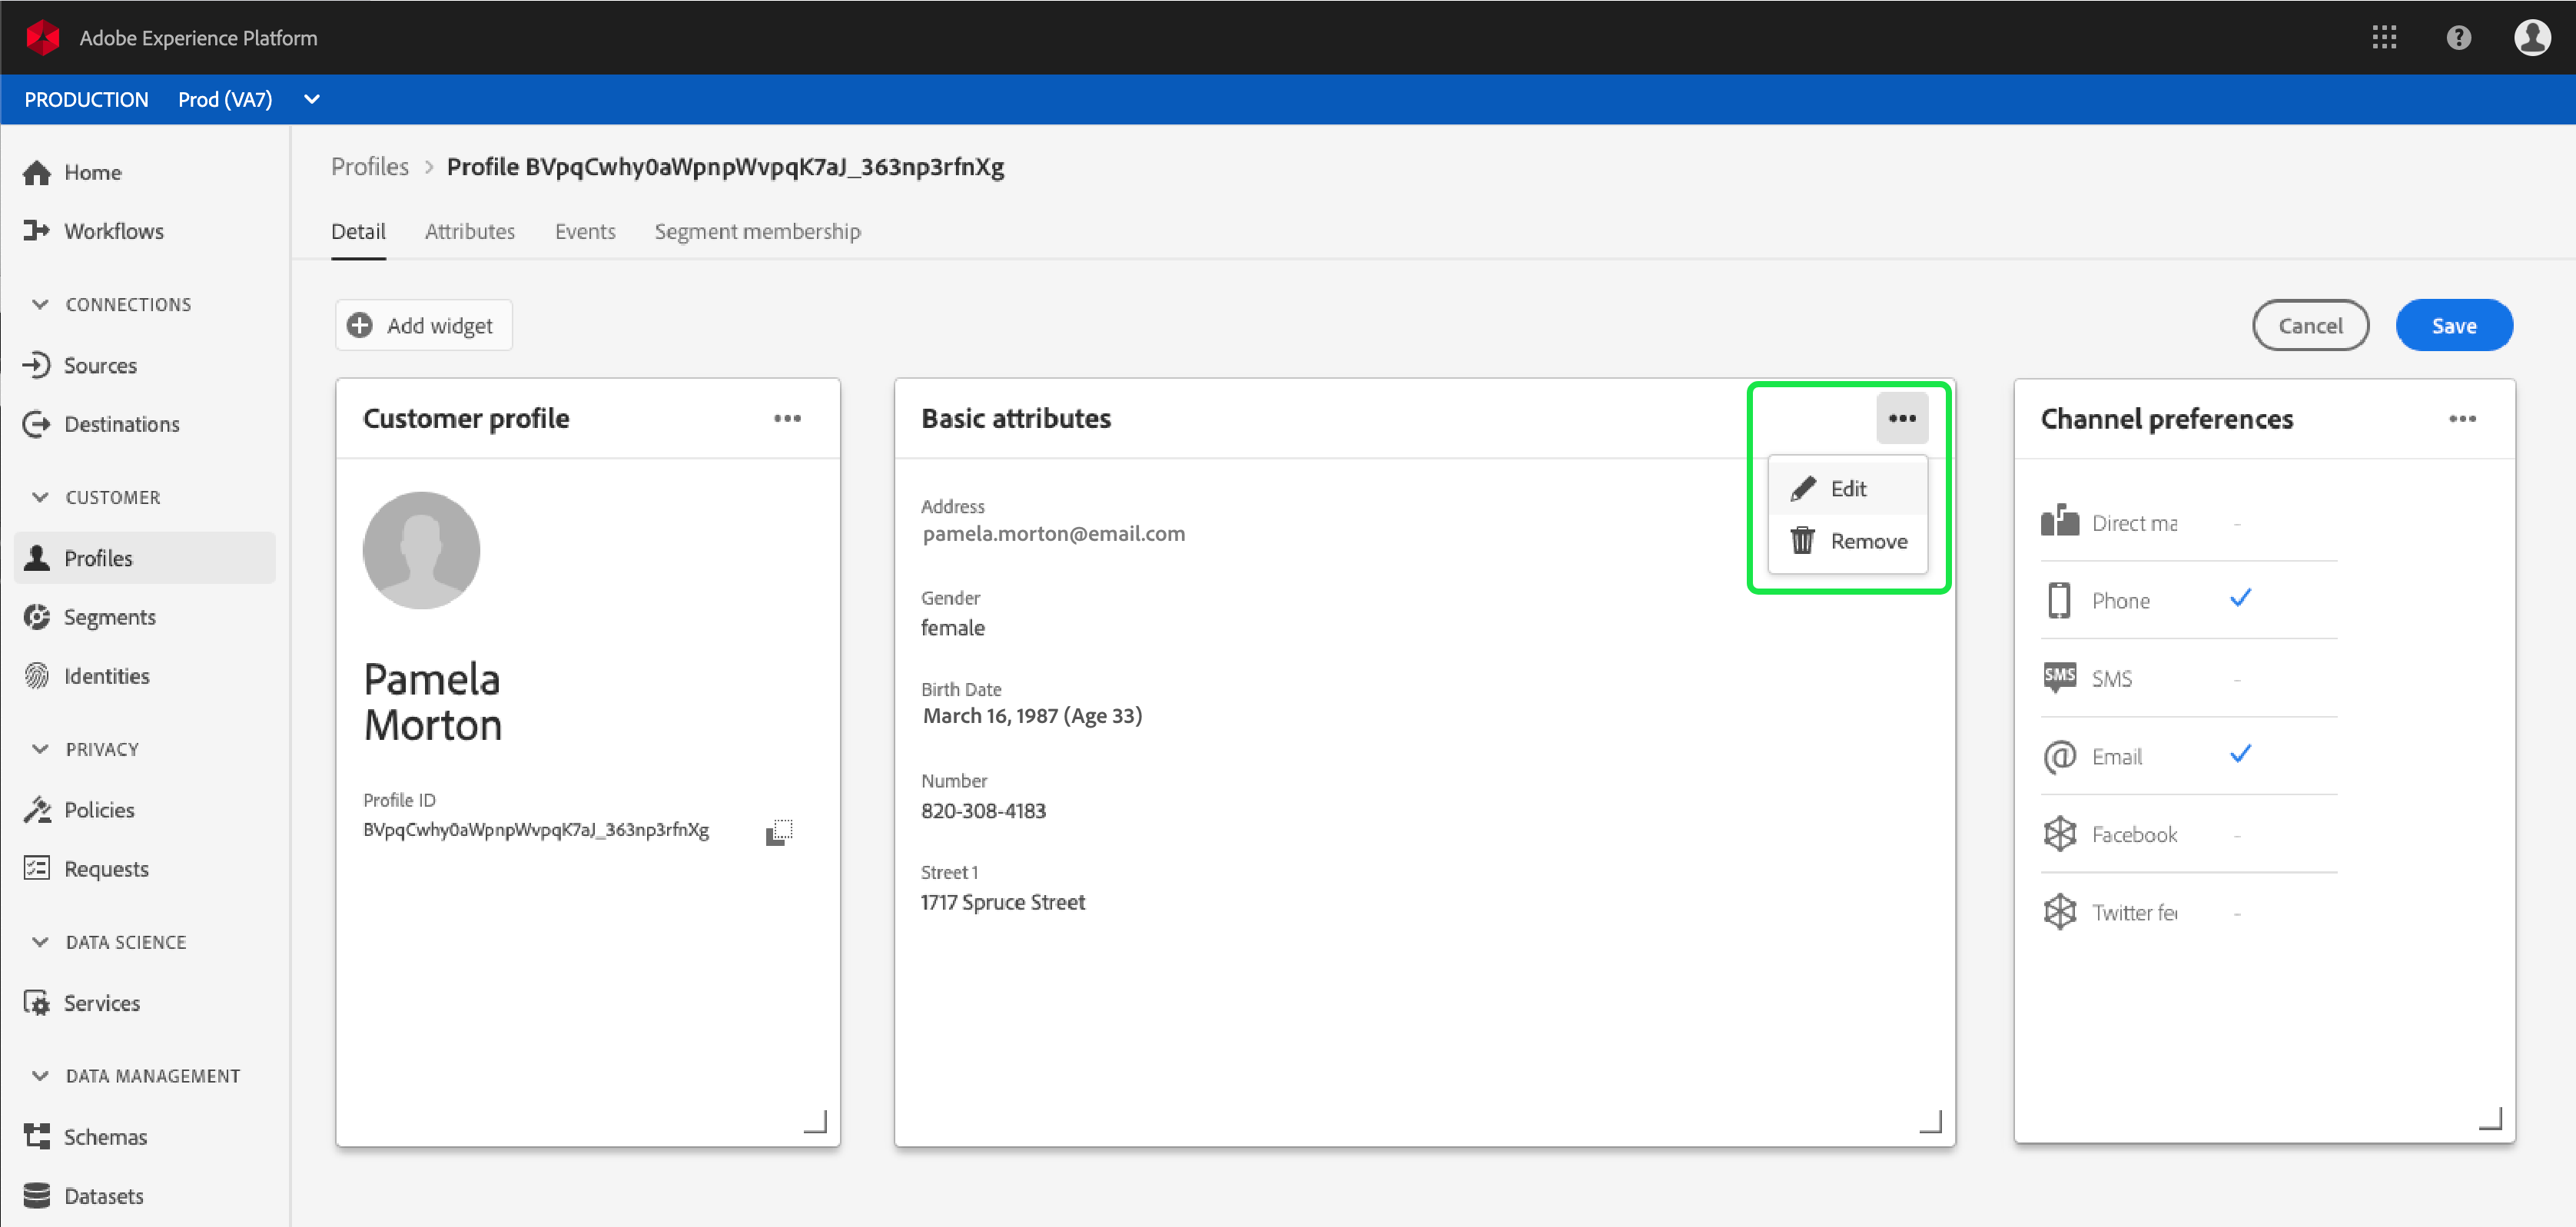 Adobe Experience Platform
PRODUCTION Prod (VA7)
Home
Workflows
CONNECTIONS
Sources
Destinations
CUSTOMER
Profiles
Segments
Identities
PRIVACY
Policies
Requests
DATA SCIENCE
Services
DATA MANAGEMENT
Schemas
Datasets
Profiles > Profile BVpqCwhy0aWpnpWvpqK7aJ_363np3rfnXg
Detail Attributes Events Segment membership
Add widget
Cancel
Save
Customer profile
Pamela
Morton
Profile ID
BVpqCwhy0aWpnpWvpqK7aJ_363np3rfnXg
Basic attributes
Edit
Remove
Address
pamela.morton@email.com
Gender
female
Birth Date
March 16, 1987 (Age 33)
Number
820-308-4183
Street 1
1717 Spruce Street
Channel preferences
Direct ma -
Phone
SMS SMS -
Email
Facebook -
Twitter fe -